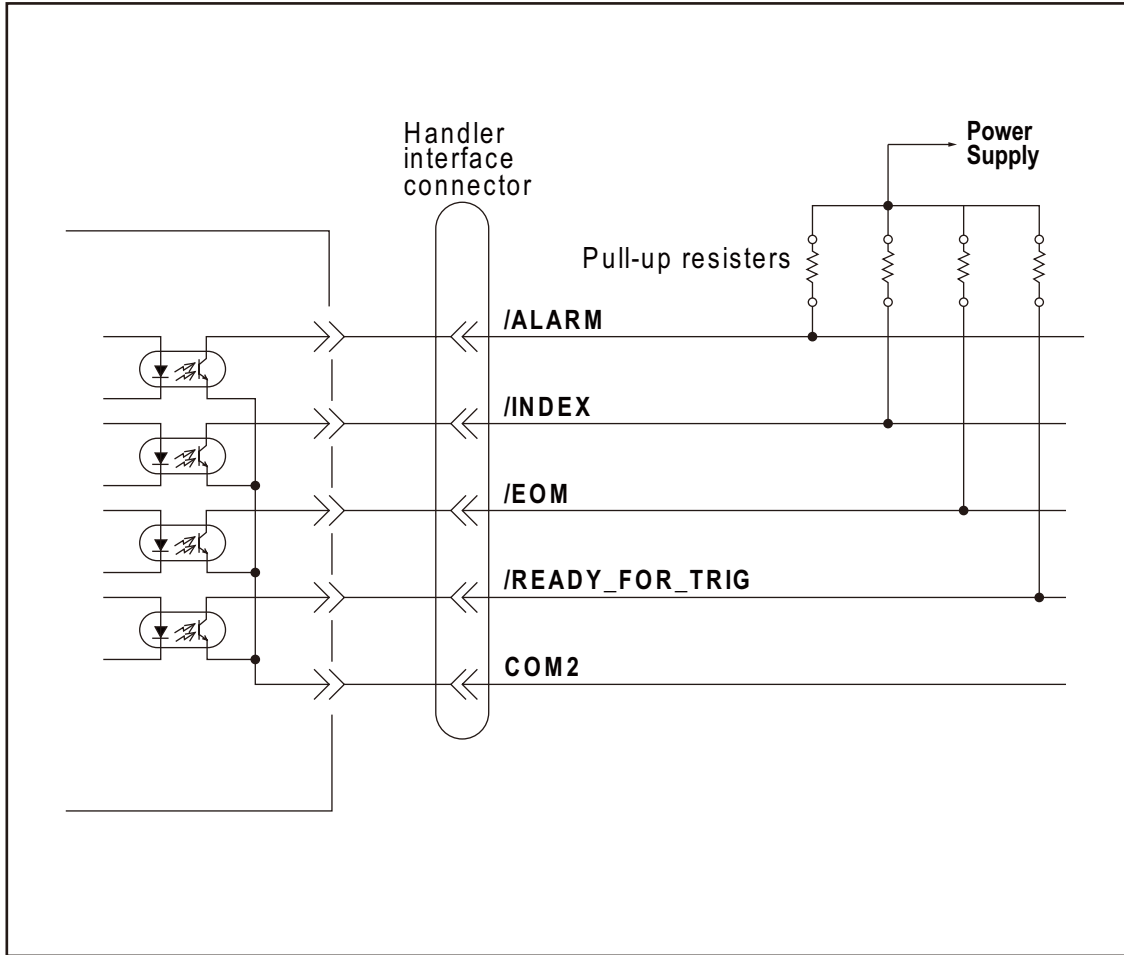 Handler
interface
connector
Power
Supply
Pull-up resisters
/ALARM
/INDEX
/EOM
/READY_FOR_TRIG
COM2